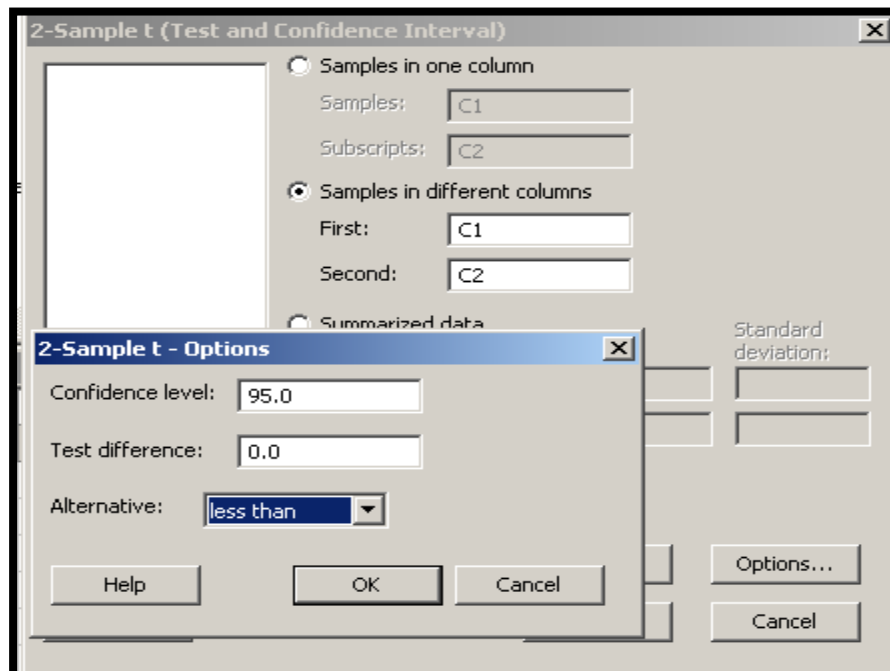 2-Sample t (Test and Confidence Interval)
Samples in one column
Samples: C1
Subscripts: C2
Samples in different columns
First: C1
Second: C2
Summarized data
Standard
deviation:
2-Sample t - Options
Confidence level: 95.0
Test difference: 0.0
Alternative: less than
Help OK Cancel
Options...
Cancel